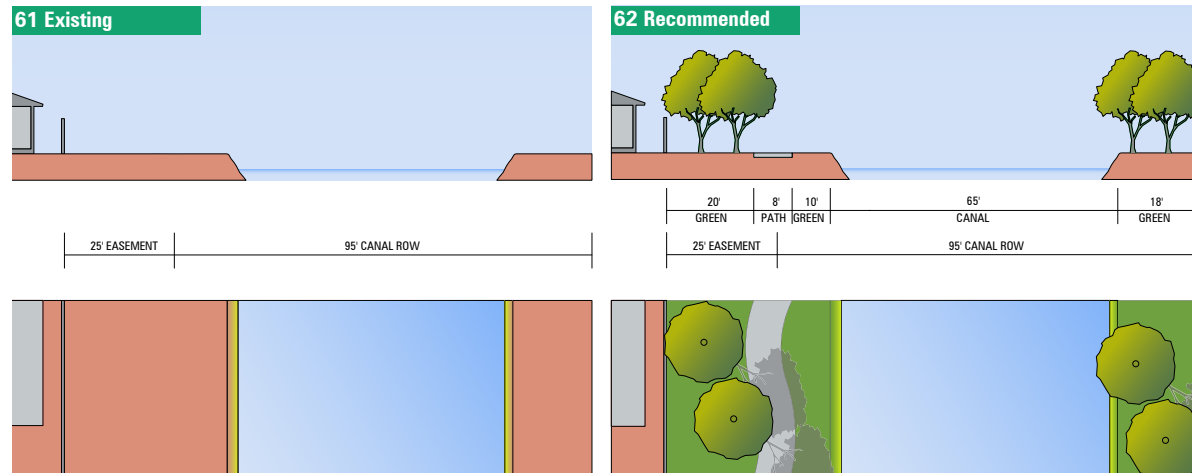 61 Existing
62 Recommended
20' 8' 10' 65' 18'
GREEN PATH GREEN CANAL GREEN
25' EASEMENT 95' CANAL ROW
25' EASEMENT 95' CANAL ROW